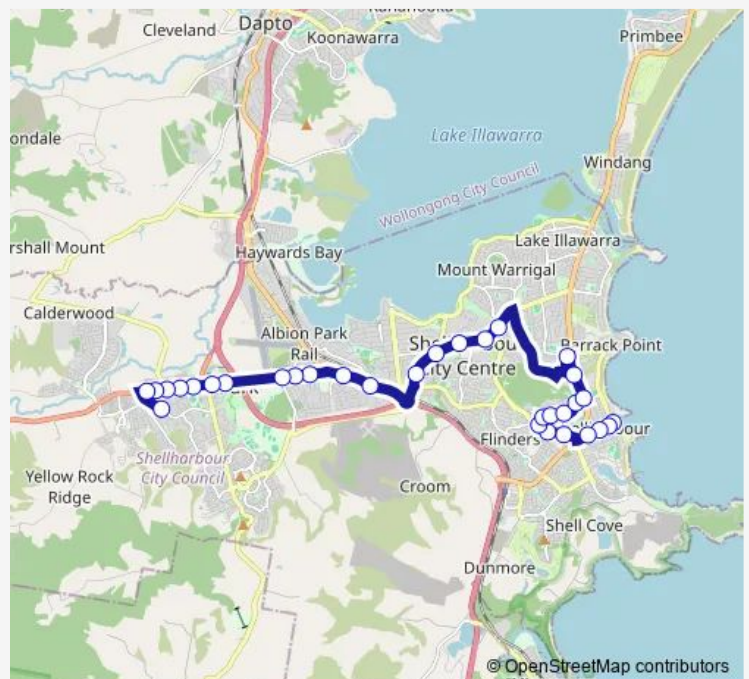 Kanahooka
Cleveland
Dapto
Koonawarra
Primbee
Lake Illawarra
Windang
Wollongong City Council
Lake Illawarra
rshall Mount
Haywards Bay
Mount Warrigal
Calderwood
Albion Park
Rail
Barrack Point
City Centre
Flinders
Shellharbour
City Council
Yellow Rock
Ridge
Croom
Shell Cove
Dunmore
© OpenStreetMap contributors